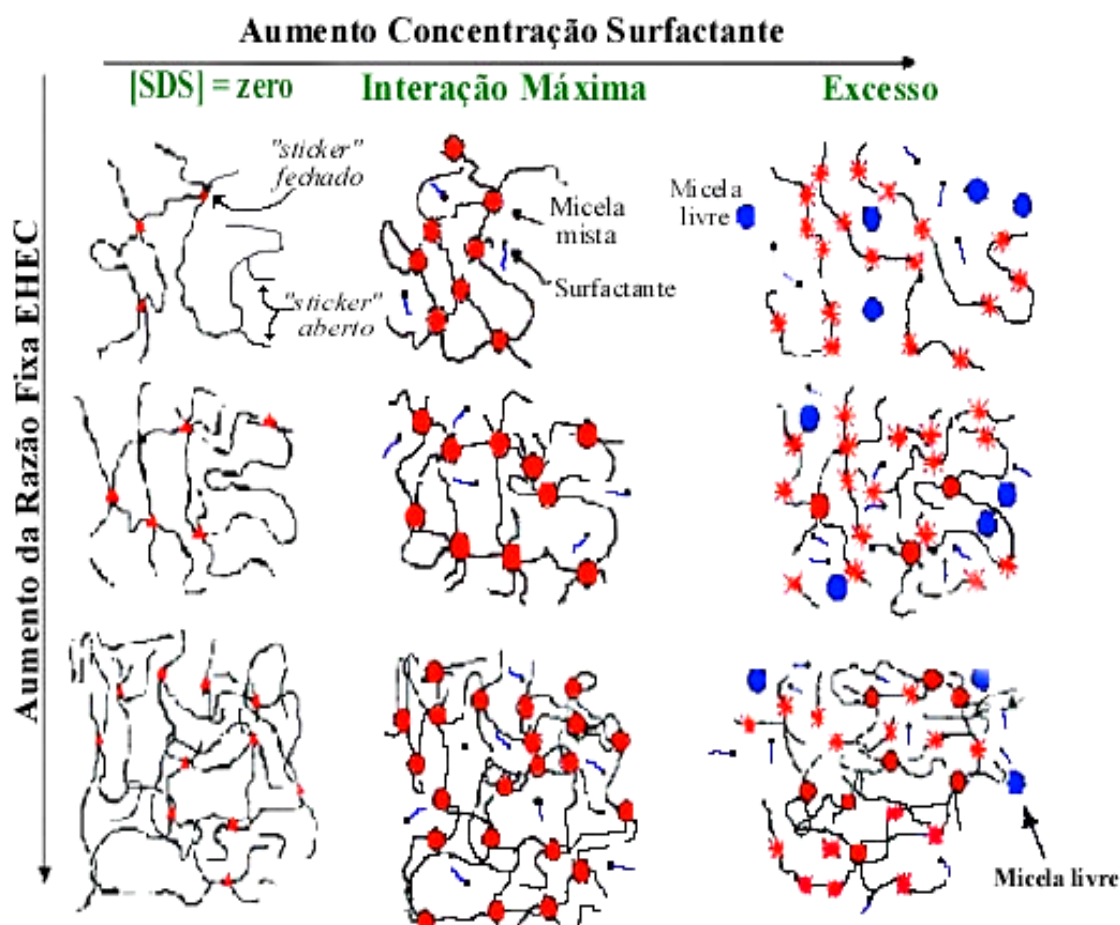 Aumento Concentração Surfactante
[SDS] = zero
Interação Máxima
Excesso
Aumento da Razão Fixa EHEC
"sticker"
fechado
"sticker"
aberto
Micela
mista
Surfactante
Micela
livre
Micela livre